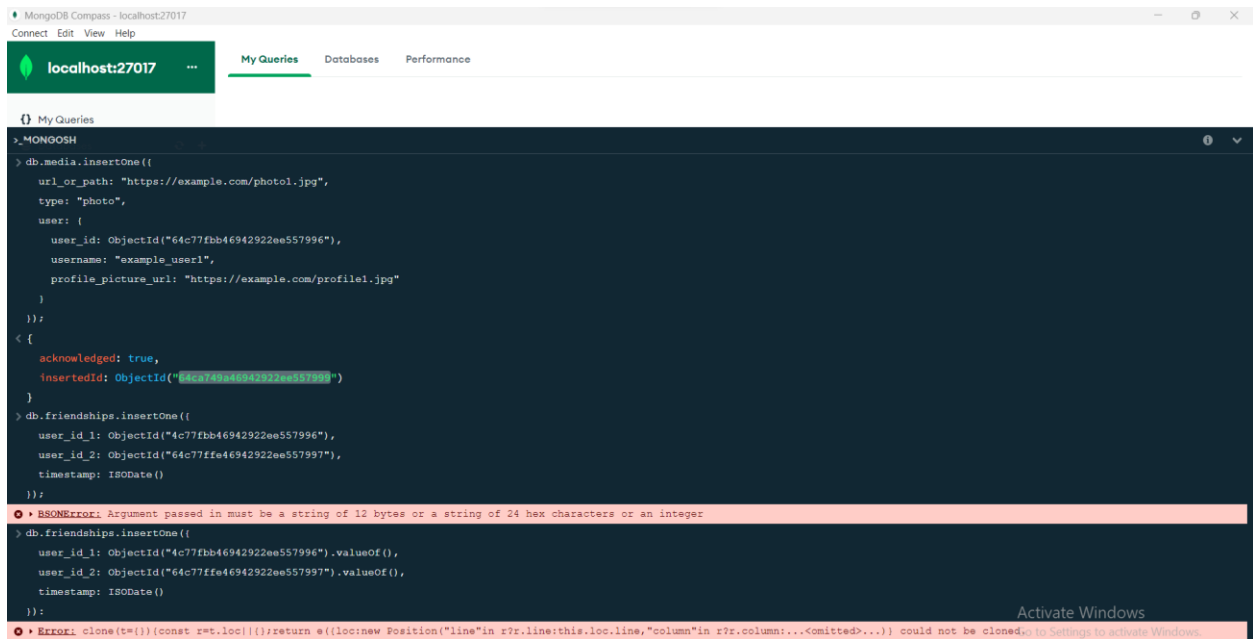 MongoDB Compass - localhost:27017
Connect Edit View Help
localhost:27017 ...
My Queries Databases Performance
{} My Queries
>_MONGOSH
> db.media.insertOne({
url_or_path: "https://example.com/photo1.jpg",
type: "photo",
user: {
user_id: ObjectId("64c77fbb46942922ee557996"),
username: "example_user1",
profile_picture_url: "https://example.com/profile1.jpg"
}
});
< {
acknowledged: true,
insertedId: ObjectId("64ca749a46942922ee557999")
}
> db.friendships.insertOne({
user_id_1: ObjectId("4c77fbb46942922ee557996"),
user_id_2: ObjectId("64c77ffe46942922ee557997"),
timestamp: ISODate()
});
BSONError: Argument passed in must be a string of 12 bytes or a string of 24 hex characters or an integer
> db.friendships.insertOne({
user_id_1: ObjectId("4c77fbb46942922ee557996").valueOf(),
user_id_2: ObjectId("64c77ffe46942922ee557997").valueOf(),
timestamp: ISODate()
});
Activate Windows
Error: clone(t={}){const r=t.loc||{};return e({loc:new Position("line"in r?r.line:this.loc.line,"column"in r?r.column:...<omitted>...)} could not be cloned.
Go to Settings to activate Windows.